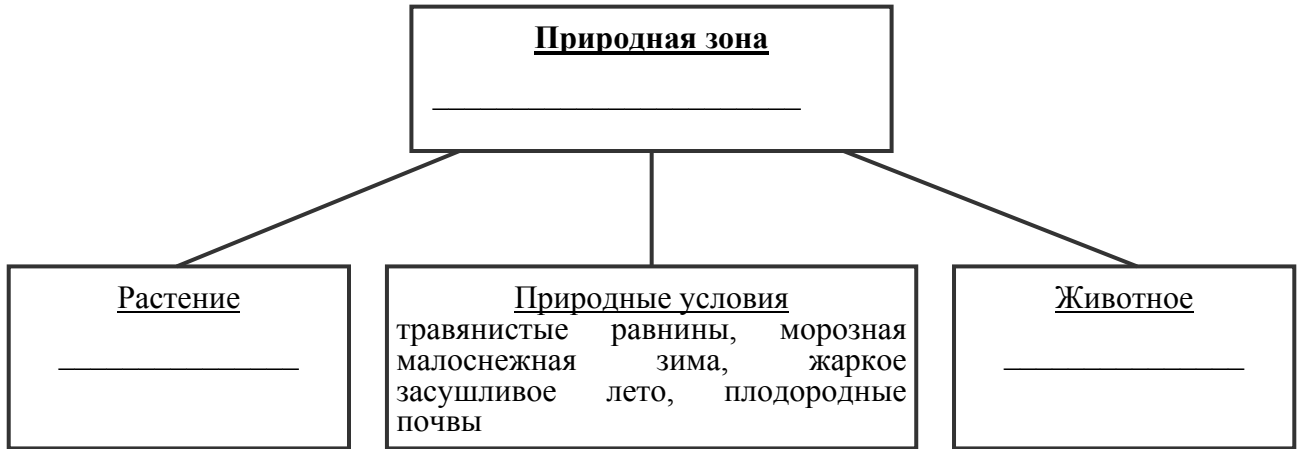 Природная зона
Растение
Природные условия
травянистые равнины, морозная
малоснежная зима, жаркое
засушливое лето, плодородные
почвы
Животное